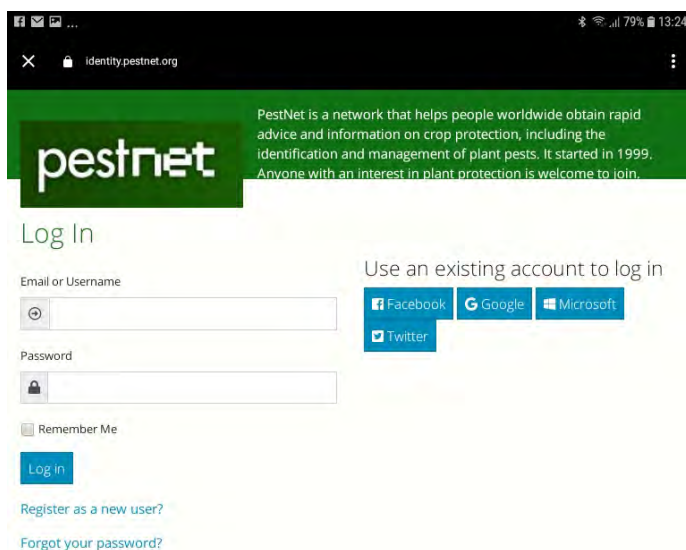 ...
79% 13:24
identity.pestnet.org
pestnet
PestNet is a network that helps people worldwide obtain rapid
advice and information on crop protection, including the
identification and management of plant pests. It started in 1999.
Anyone with an interest in plant protection is welcome to join.
Log In
Email or Username
Password
Remember Me
Log in
Register as a new user?
Forgot your password?
Use an existing account to log in
Facebook
Google
Microsoft
Twitter